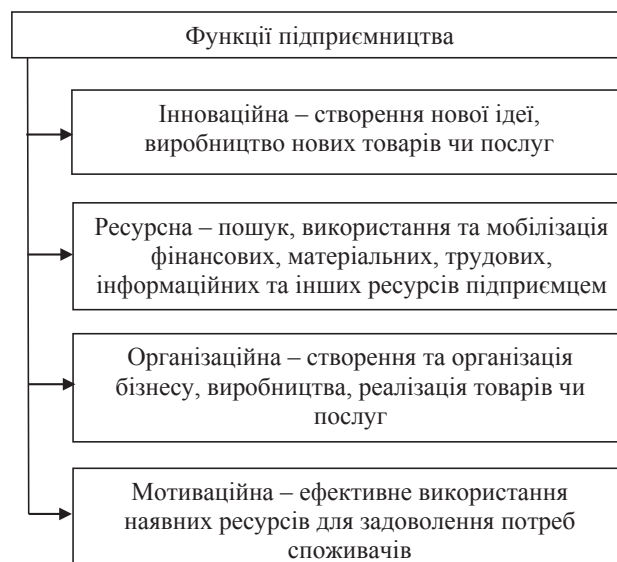 Функції підприємництва
Інноваційна – створення нової ідеї,
виробництво нових товарів чи послуг
Ресурсна – пошук, використання та мобілізація
фінансових, матеріальних, трудових,
інформаційних та інших ресурсів підприємцем
Організаційна – створення та організація
бізнесу, виробництва, реалізація товарів чи
послуг
Мотиваційна – ефективне використання
наявних ресурсів для задоволення потреб
споживачів